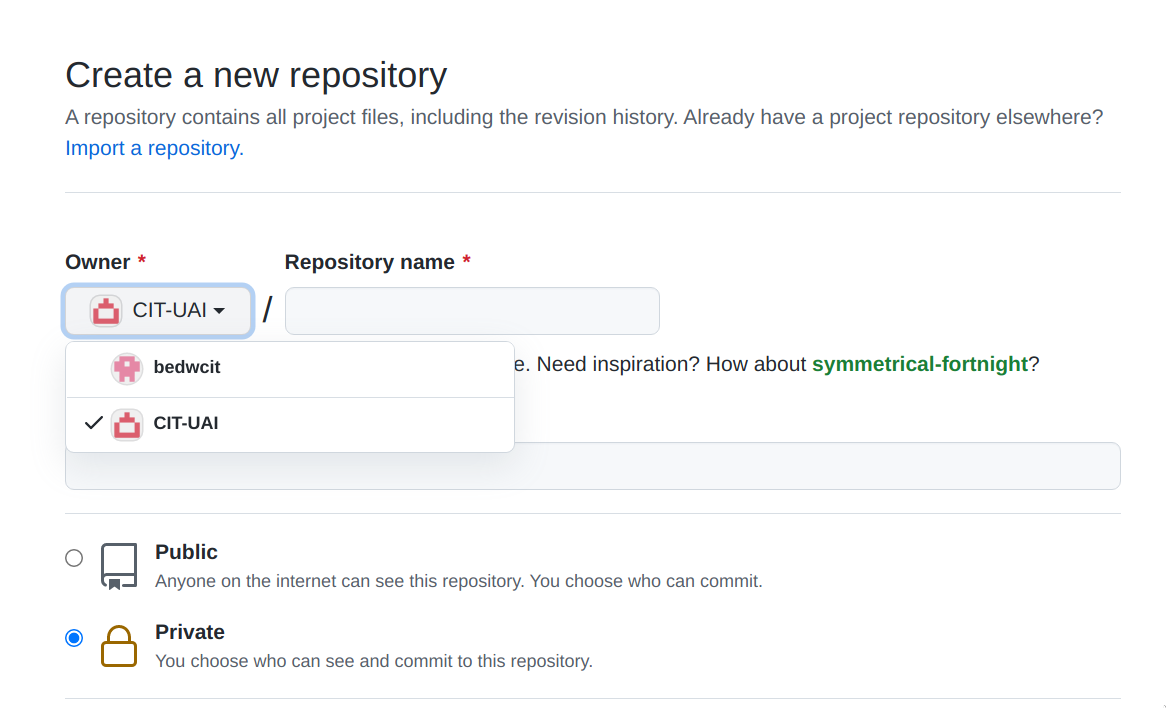 Create a new repository
A repository contains all project files, including the revision history. Already have a project repository elsewhere?
Import a repository.
Owner * Repository name *
CIT-UAI / 
bedwcit
e. Need inspiration? How about symmetrical-fortnight?
CIT-UAI
Public
Anyone on the internet can see this repository. You choose who can commit.
Private
You choose who can see and commit to this repository.